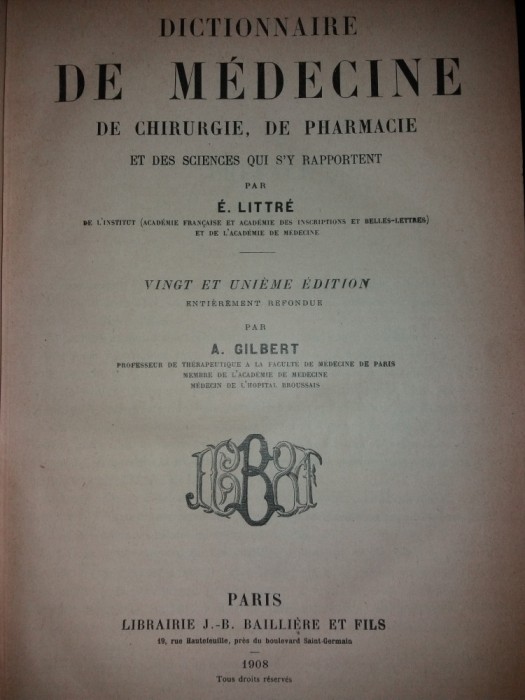 DICTIONNAIRE
DE MÉDECINE
DE CHIRURGIE, DE PHARMACIE
ET DES SCIENCES QUI S'Y RAPPORTENT
PAR
É. LITTRÉ
DE L'INSTITUT (ACADÉMIE FRANÇAISE ET ACADÉMIE DES INSCRIPTIONS ET BELLES-LETTRES)
ET DE L'ACADÉMIE DE MÉDECINE
VINGT ET UNIÈME ÉDITION
ENTIÈREMENT REFONDUE
PAR
A. GILBERT
PROFESSEUR DE THÉRAPEUTIQUE A LA FACULTÉ DE MÉDECINE DE PARIS
MEMBRE DE L'ACADÉMIE DE MÉDECINE
MÉDECIN DE L'HOPITAL BROUSSAIS
PARIS
LIBRAIRIE J.-B. BAILLIÈRE ET FILS
19, rue Hautefeuille, près du boulevard Saint-Germain
1908
Tous droits réservés